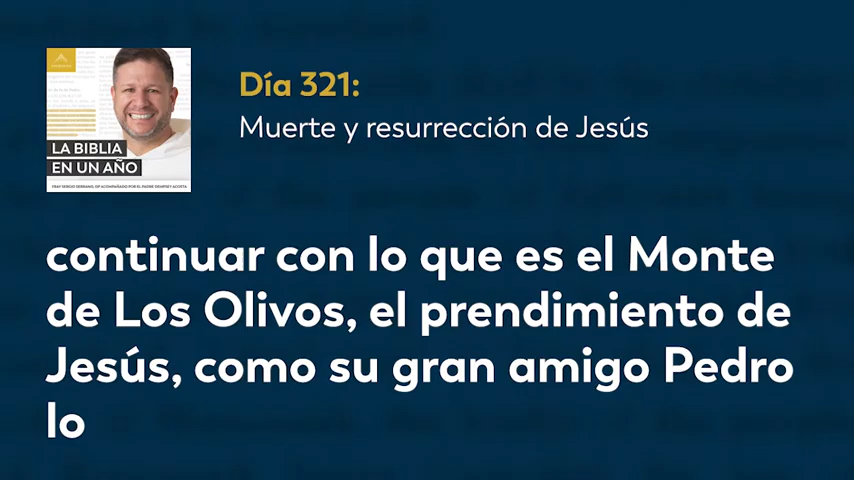 Día 321:
Muerte y resurrección de Jesús
LA BIBLIA
EN UN AÑO
continuar con lo que es el Monte
de Los Olivos, el prendimiento de
Jesús, como su gran amigo Pedro
lo